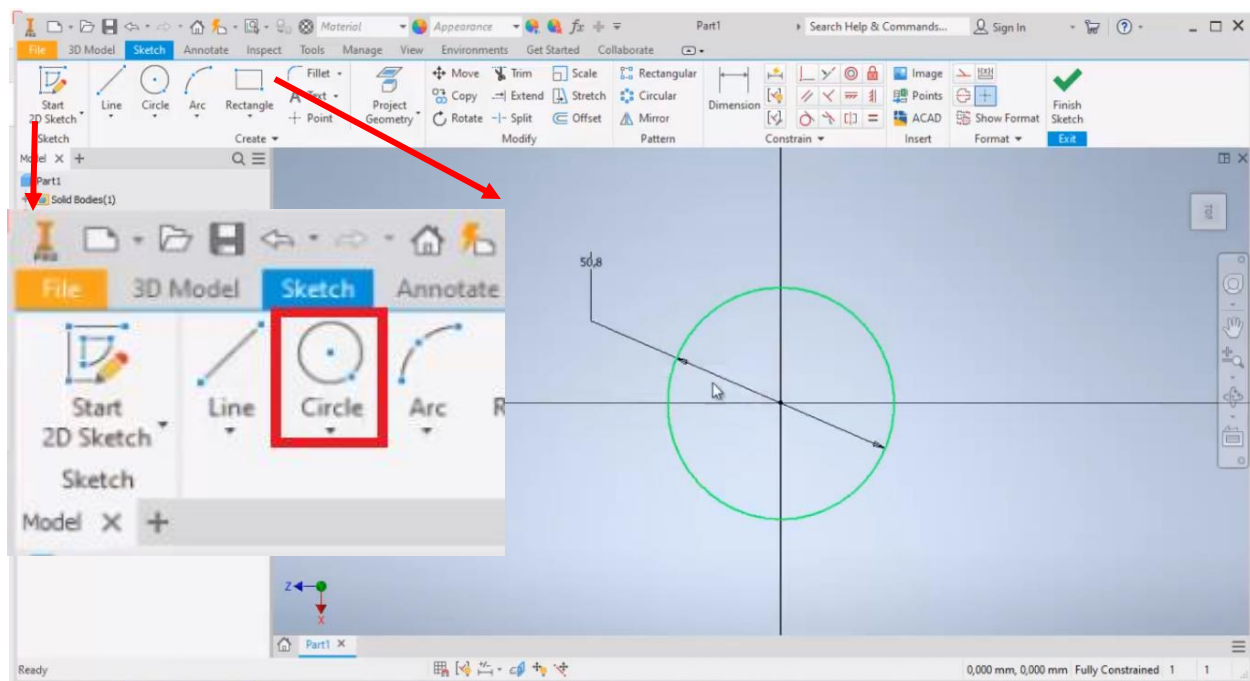 Material Appearance fx Part1 Search Help & Commands... Sign In
File 3D Model Sketch Annotate Inspect Tools Manage View Environments Get Started Collaborate
Fillet Move Trim Scale Rectangular Image
Text Copy Extend Stretch Circular Points
Start Line Circle Arc Rectangle Project Dimension Finish
2D Sketch Point Geometry Rotate Split Offset Mirror ACAD Show Format Sketch
Sketch Create Modify Pattern Constrain Insert Format Exit
Model
Part1
Solid Bodies(1)
TOP
PRO
File 3D Model Sketch Annotate
Start Line Circle Arc R
2D Sketch
Sketch
Model
50,8
Z
X
Part1
Ready 0,000 mm, 0,000 mm Fully Constrained 1 1